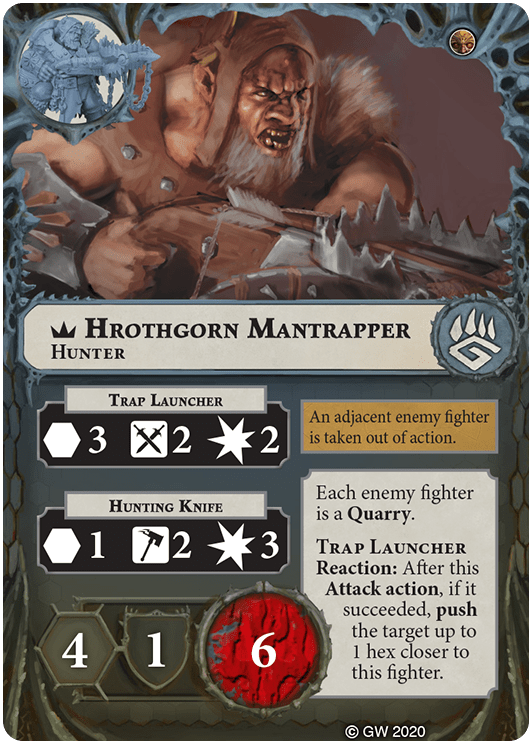 Hrothgorn Mantrapper
Hunter
Trap Launcher
3 2 2
An adjacent enemy fighter
is taken out of action.
Hunting Knife
1 2 3
Each enemy fighter
is a Quarry.
Trap Launcher
Reaction: After this
Attack action, if it
succeeded, push
the target up to
1 hex closer to
this fighter.
4 1 6
© GW 2020